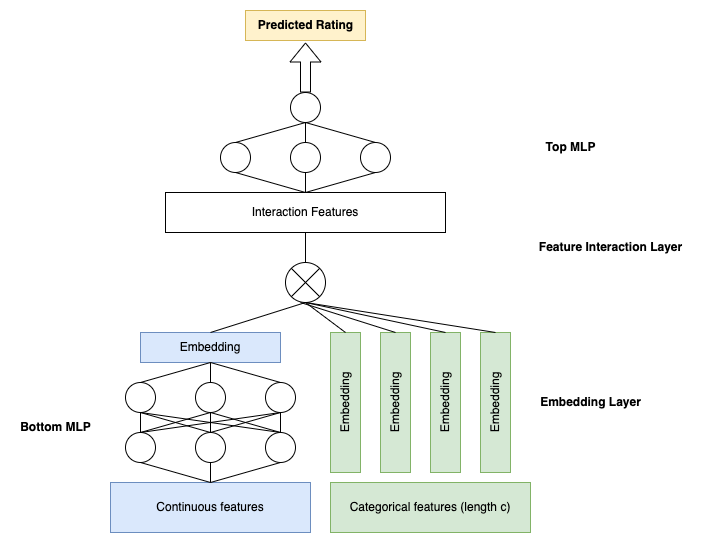 Predicted Rating
Top MLP
Interaction Features
Feature Interaction Layer
Embedding
Embedding
Embedding
Embedding
Embedding
Embedding Layer
Bottom MLP
Continuous features
Categorical features (length c)